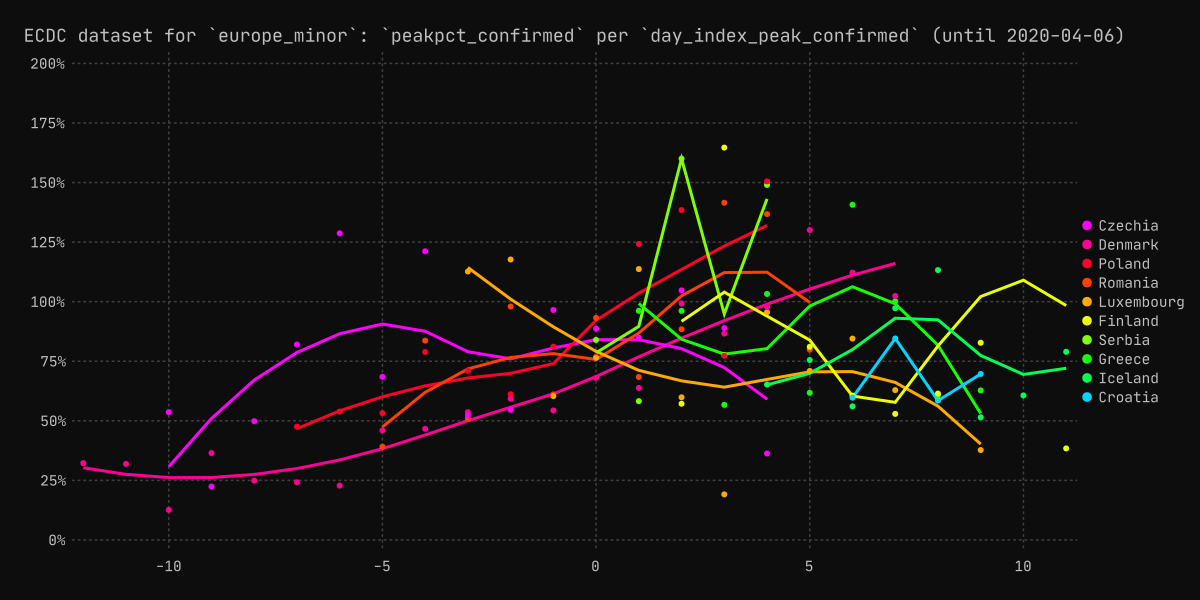 ECDC dataset for `europe_minor`: `peakpct_confirmed` per `day_index_peak_confirmed` (until 2020-04-06)
200%
175%
150%
125%
100%
75%
50%
25%
0%
−10
−5
0
5
10
Czechia
Denmark
Poland
Romania
Luxembourg
Finland
Serbia
Greece
Iceland
Croatia